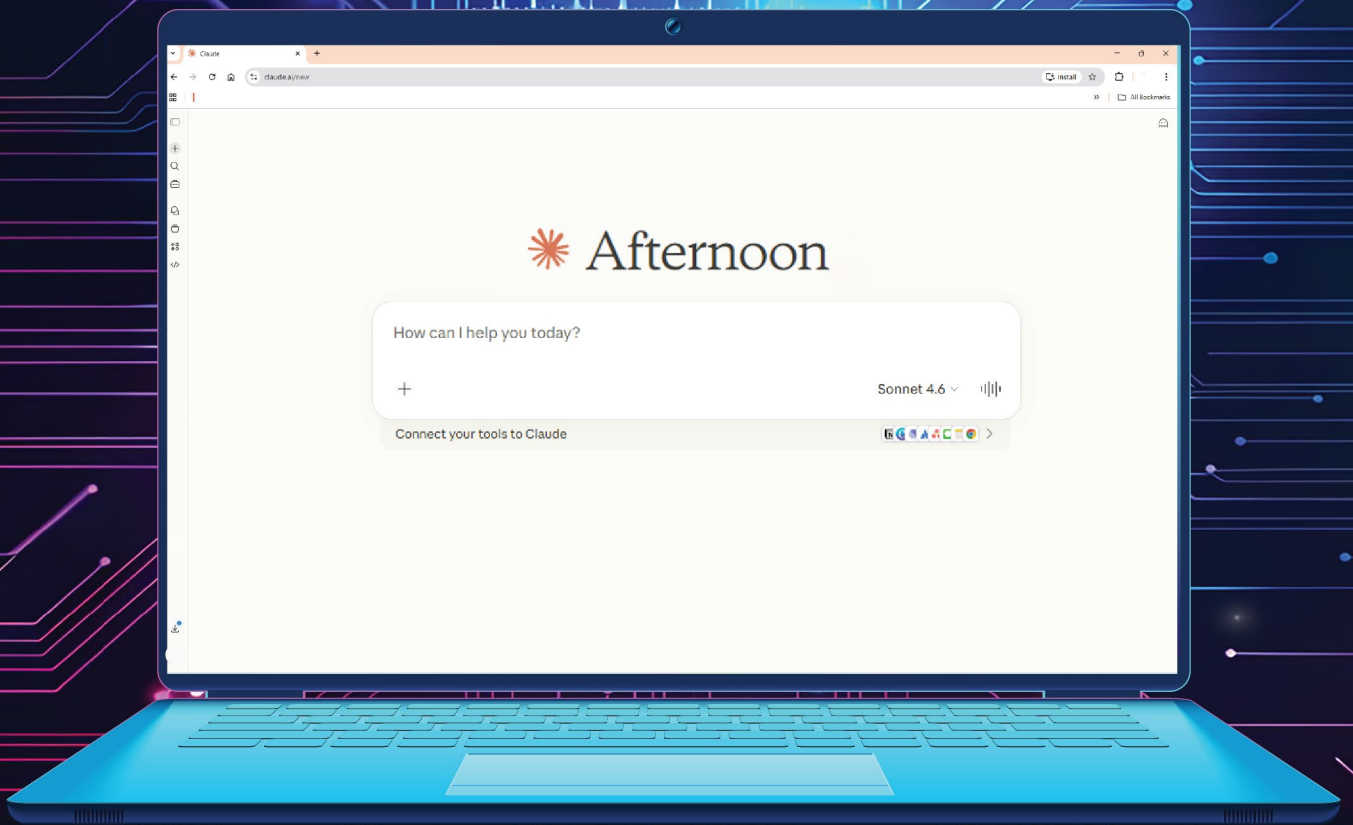 Claude
claude.ai/new
Install
All Bookmarks
Afternoon
How can I help you today?
Sonnet 4.6
Connect your tools to Claude